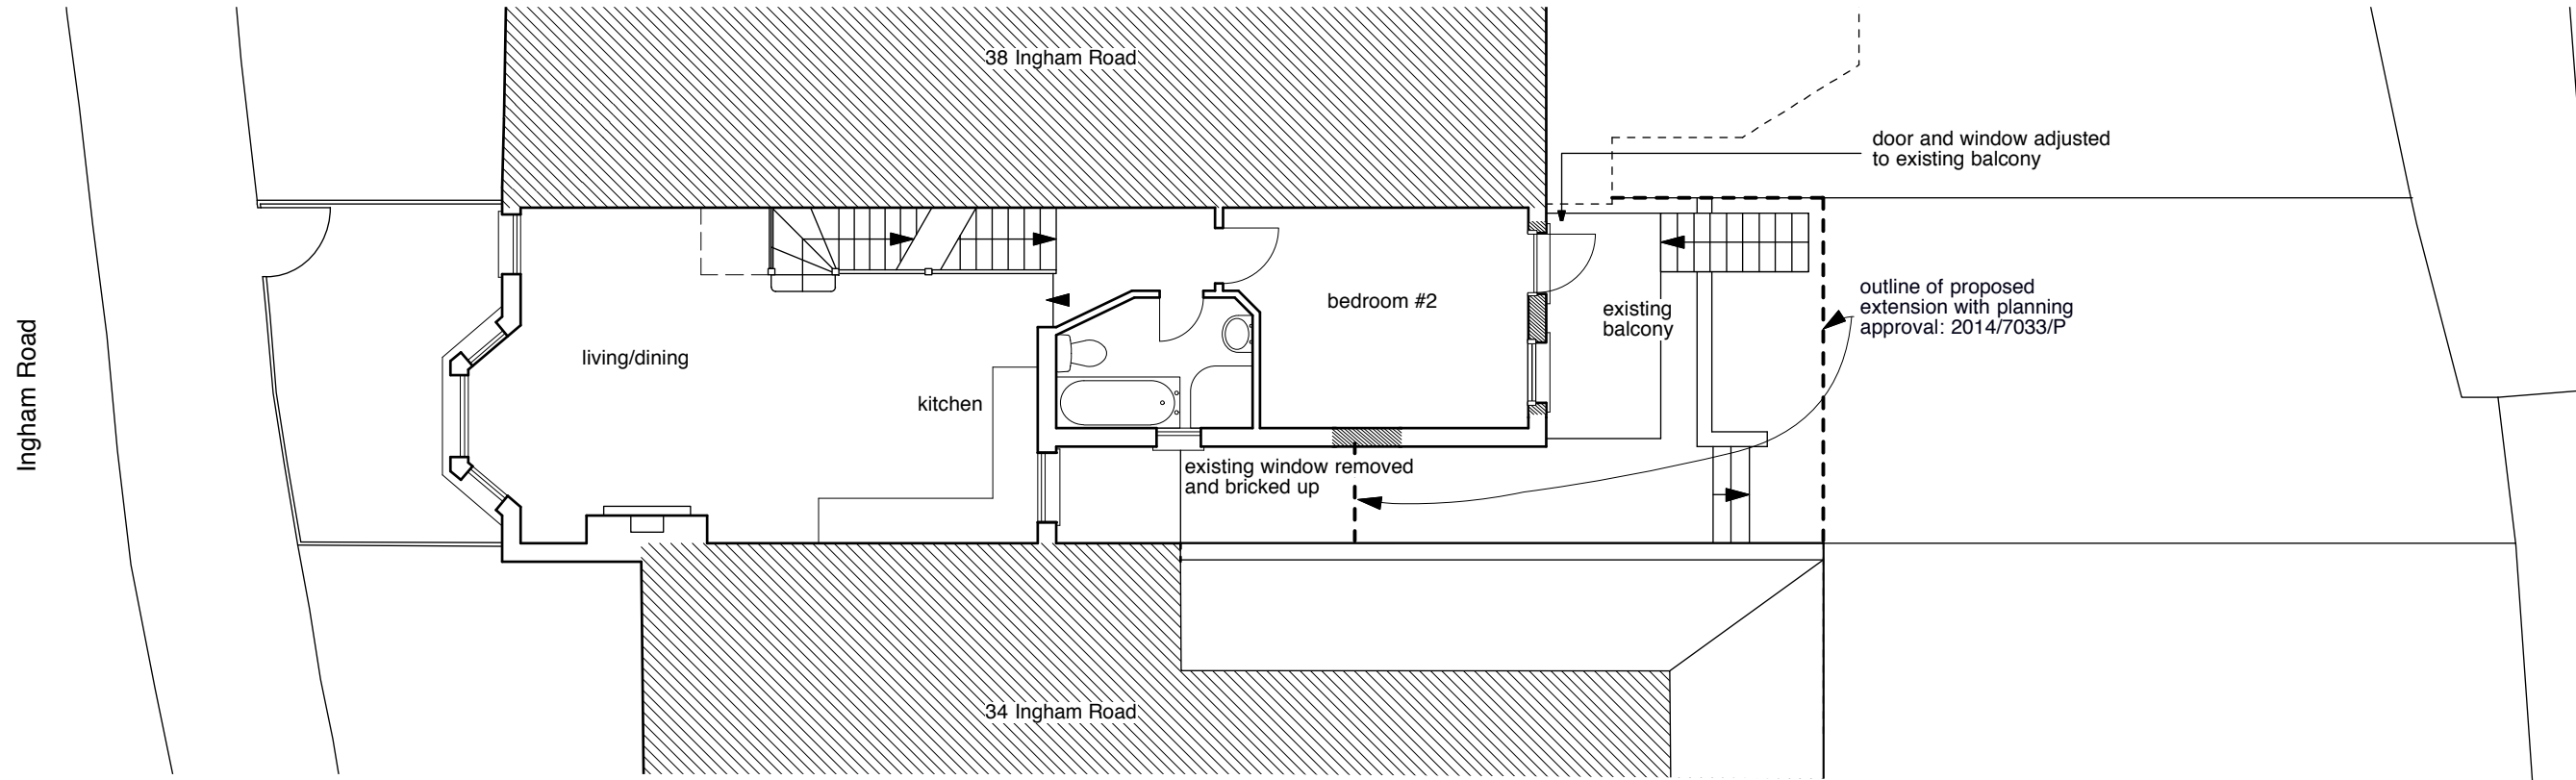 38 Ingham Road
door and window adjusted
to existing balcony
Ingham Road
living/dining
kitchen
bedroom #2
existing
balcony
outline of proposed
extension with planning
approval: 2014/7033/P
existing window removed
and bricked up
34 Ingham Road